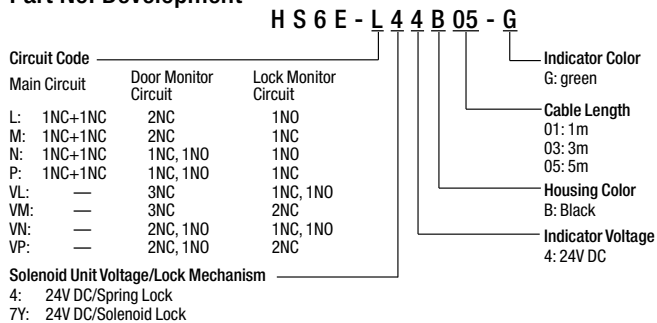 Part No. Development
HS6E-L44B05-G
Circuit Code
Main Circuit Door Monitor Circuit Lock Monitor Circuit
L: 1NC+1NC 2NC 1NO
M: 1NC+1NC 2NC 1NC
N: 1NC+1NC 1NC, 1NO 1NO
P: 1NC+1NC 1NC, 1NO 1NC
VL: — 3NC 1NC, 1NO
VM: — 3NC 2NC
VN: — 2NC, 1NO 1NC, 1NO
VP: — 2NC, 1NO 2NC
Solenoid Unit Voltage/Lock Mechanism
4: 24V DC/Spring Lock
7Y: 24V DC/Solenoid Lock
Indicator Color
G: green
Cable Length
01: 1m
03: 3m
05: 5m
Housing Color
B: Black
Indicator Voltage
4: 24V DC